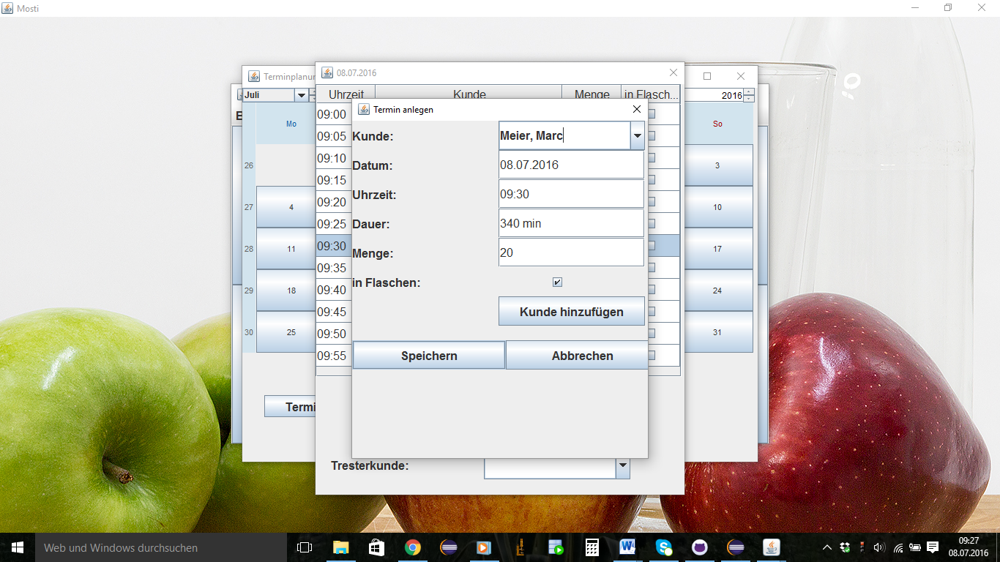 Mosti
Terminplanun
08.07.2016
Juli
2016
Uhrzeit Kunde Menge in Flasch...
Mo
So
26
27
28
29
30
4
11
18
25
3
10
17
24
31
09:00
09:05
09:10
09:15
09:20
09:25
09:30
09:35
09:40
09:45
09:50
09:55
Termin anlegen
Kunde: Meier, Marc
Datum: 08.07.2016
Uhrzeit: 09:30
Dauer: 340 min
Menge: 20
in Flaschen:
Kunde hinzufügen
Speichern Abbrechen
Termi
Tresterkunde:
Web und Windows durchsuchen
09:27
08.07.2016